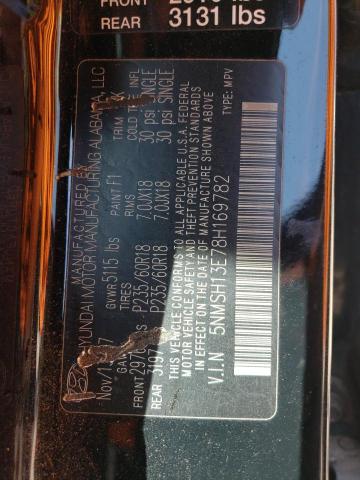 FRONT
REAR 3131 lbs
MANUFACTURED BY
HYUNDAI MOTOR MANUFACTURING ALABAMA, LLC
GVWR 5115 lbs PAINT F1 TRIM
TIRES RIMS COLD TIRE INFL
FRONT P235/60R18 7.0JX18 30 psi SINGLE
REAR 3197 P235/60R18 7.0JX18 30 psi SINGLE
THIS VEHICLE CONFORMS TO ALL APPLICABLE U.S.A. FEDERAL
MOTOR VEHICLE SAFETY AND THEFT PREVENTION STANDARDS
IN EFFECT ON THE DATE OF MANUFACTURE SHOWN ABOVE.
V.I.N 5NMSH13E78H169782 TYPE: MPV